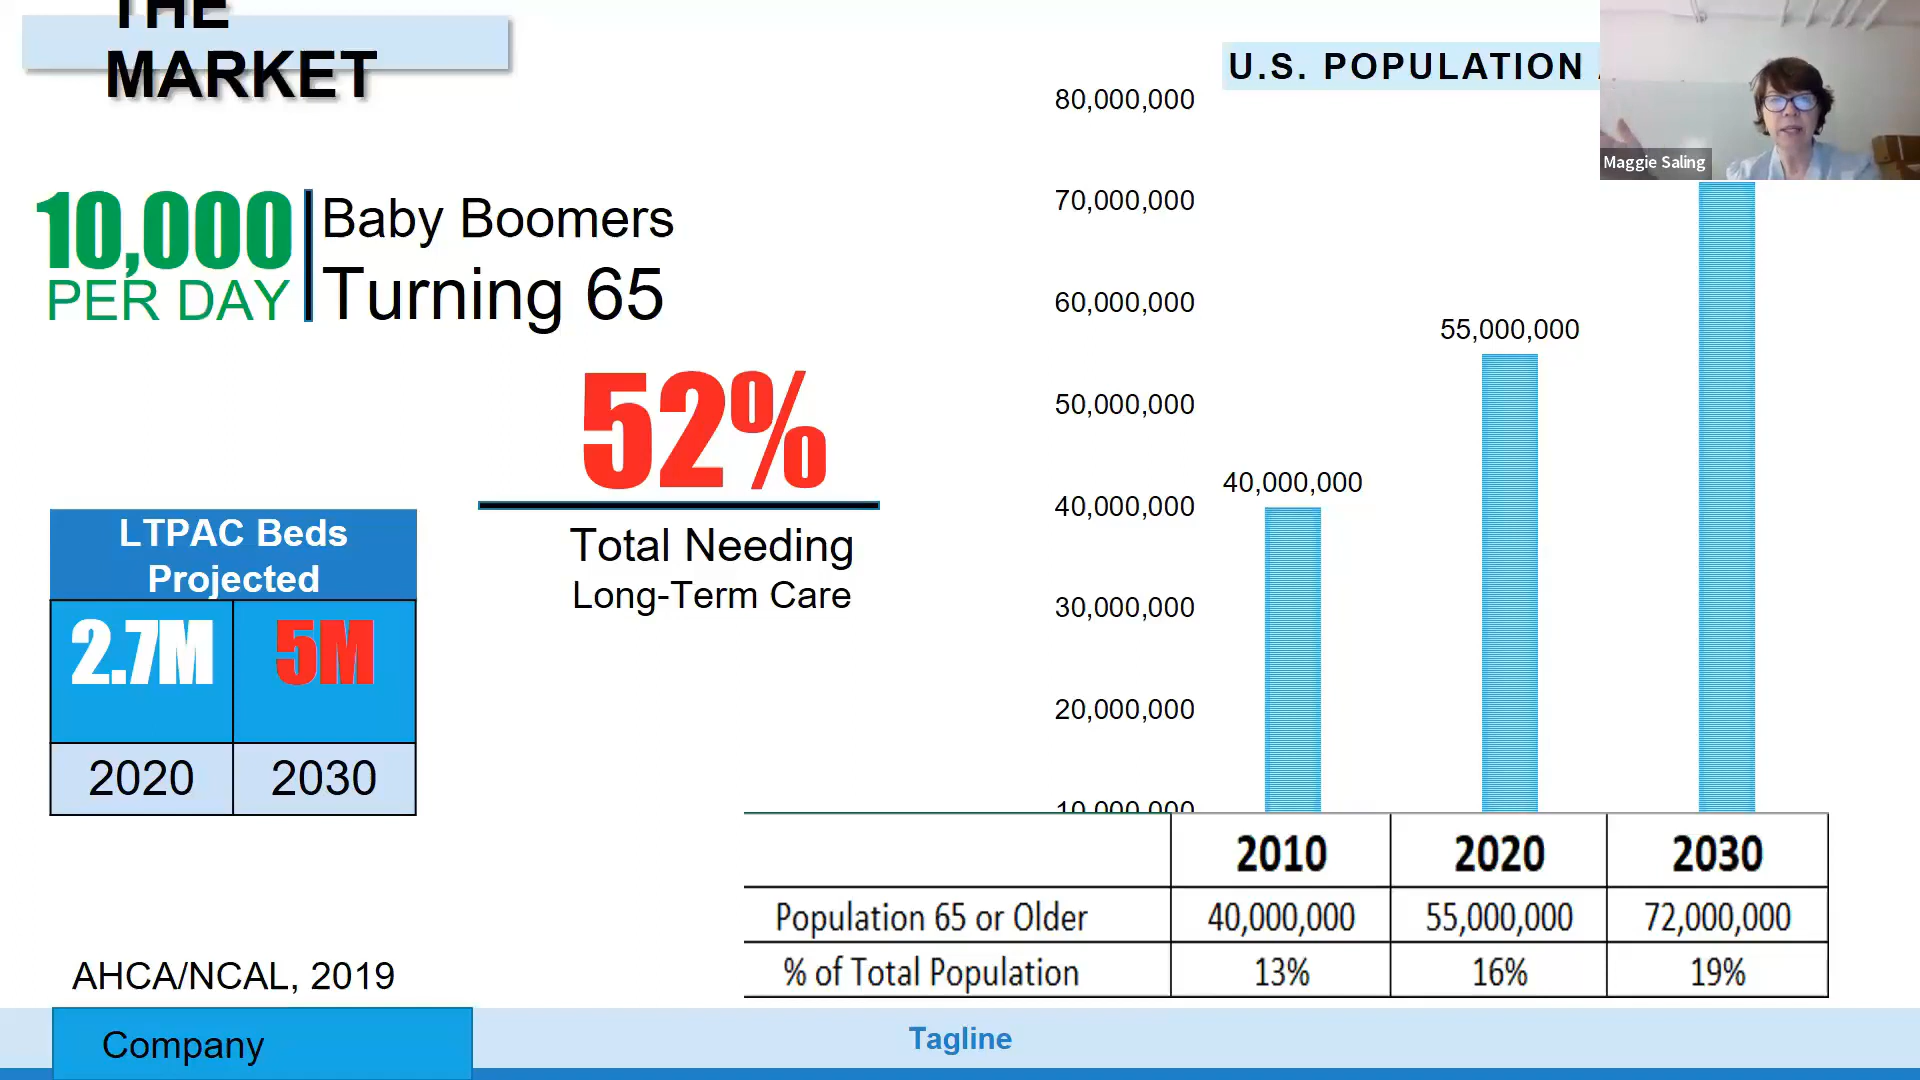 THE
MARKET
10,000
PER DAY
Baby Boomers
Turning 65
52%
Total Needing
Long-Term Care
LTPAC Beds
Projected
2.7M 5M
2020 2030
AHCA/NCAL, 2019
U.S. POPULATION
Maggie Saling
80,000,000
70,000,000
60,000,000
55,000,000
50,000,000
40,000,000
40,000,000
30,000,000
20,000,000
10,000,000
2010 2020 2030
Population 65 or Older 40,000,000 55,000,000 72,000,000
% of Total Population 13% 16% 19%
Company
Tagline